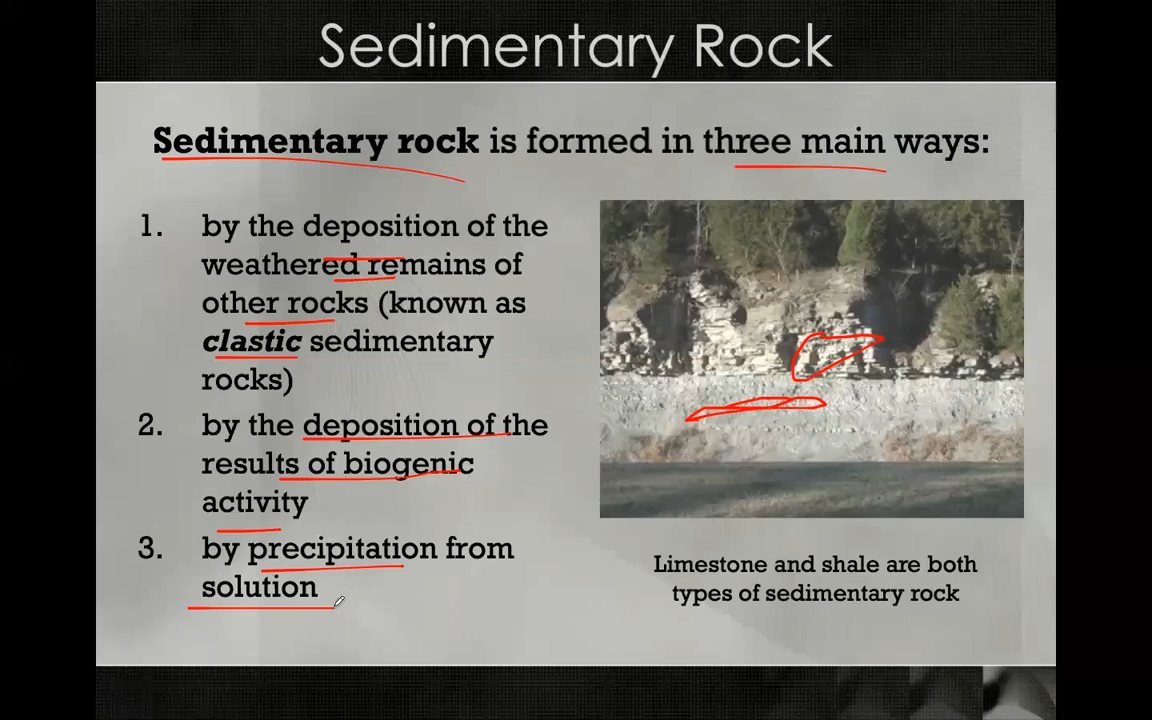 Sedimentary Rock
Sedimentary rock is formed in three main ways:
1. by the deposition of the
weathered remains of
other rocks (known as
clastic sedimentary
rocks)
2. by the deposition of the
results of biogenic
activity
3. by precipitation from
solution
Limestone and shale are both
types of sedimentary rock